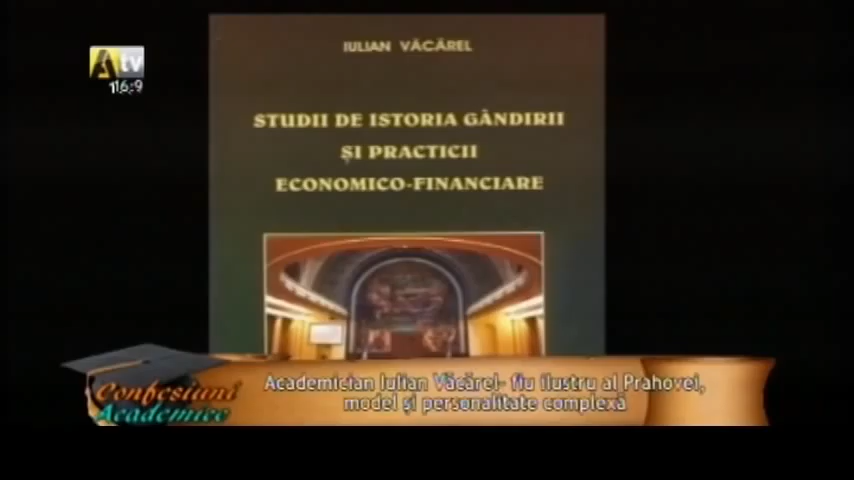 IULIAN VĂCĂREL
Atv
16:9
STUDII DE ISTORIA GÂNDIRII
ȘI PRACTICII
ECONOMICO-FINANCIARE
Academician Iulian Văcărel- fiu ilustru al Prahovei,
model și personalitate complexă
Confesiuni
Academice